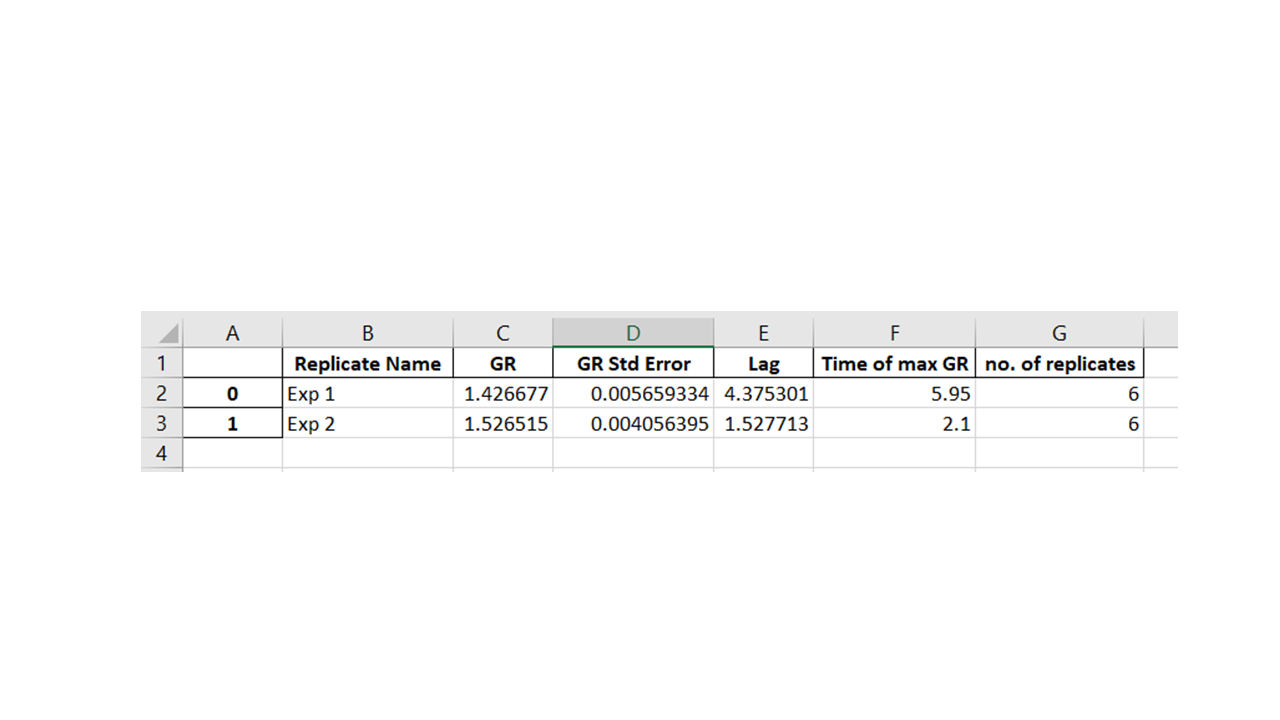 A B C D E F G
1 Replicate Name GR GR Std Error Lag Time of max GR no. of replicates
2 0 Exp 1 1.426677 0.005659334 4.375301 5.95 6
3 1 Exp 2 1.526515 0.004056395 1.527713 2.1 6
4